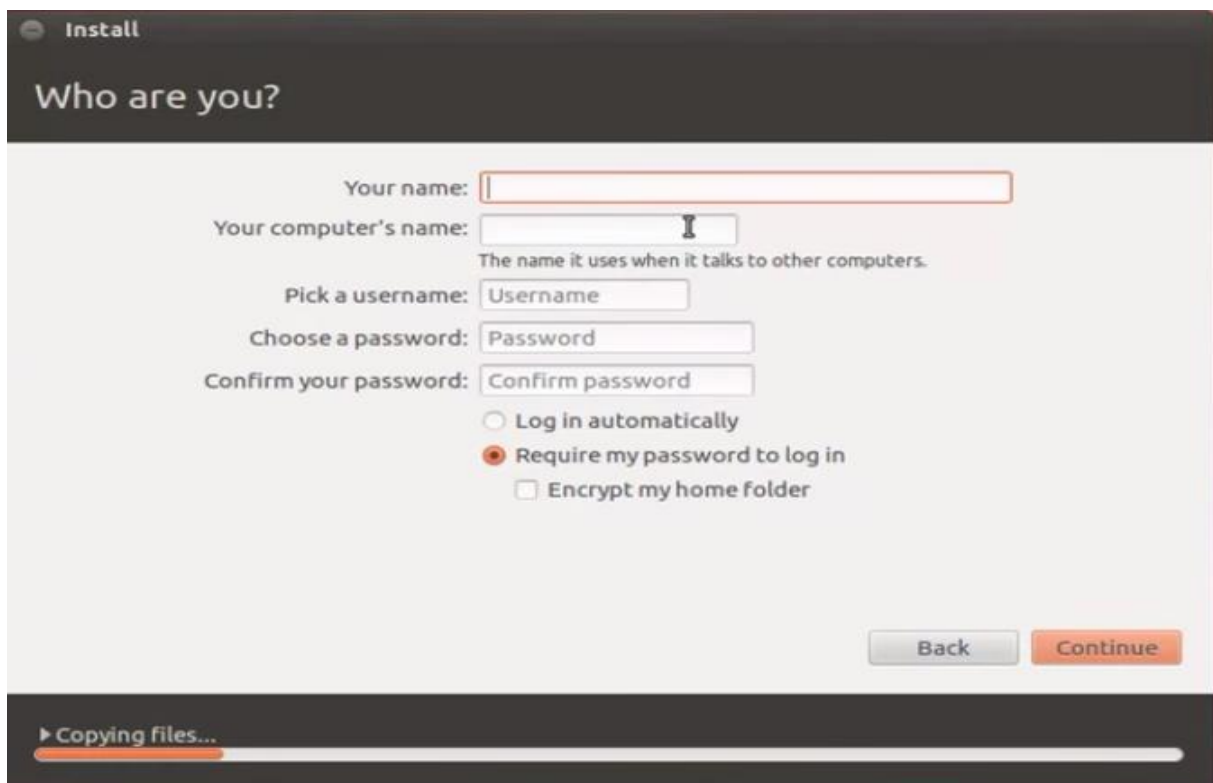 Install
Who are you?
Your name:
Your computer's name:
The name it uses when it talks to other computers.
Pick a username: Username
Choose a password: Password
Confirm your password: Confirm password
Log in automatically
Require my password to log in
Encrypt my home folder
Back Continue
Copying files...